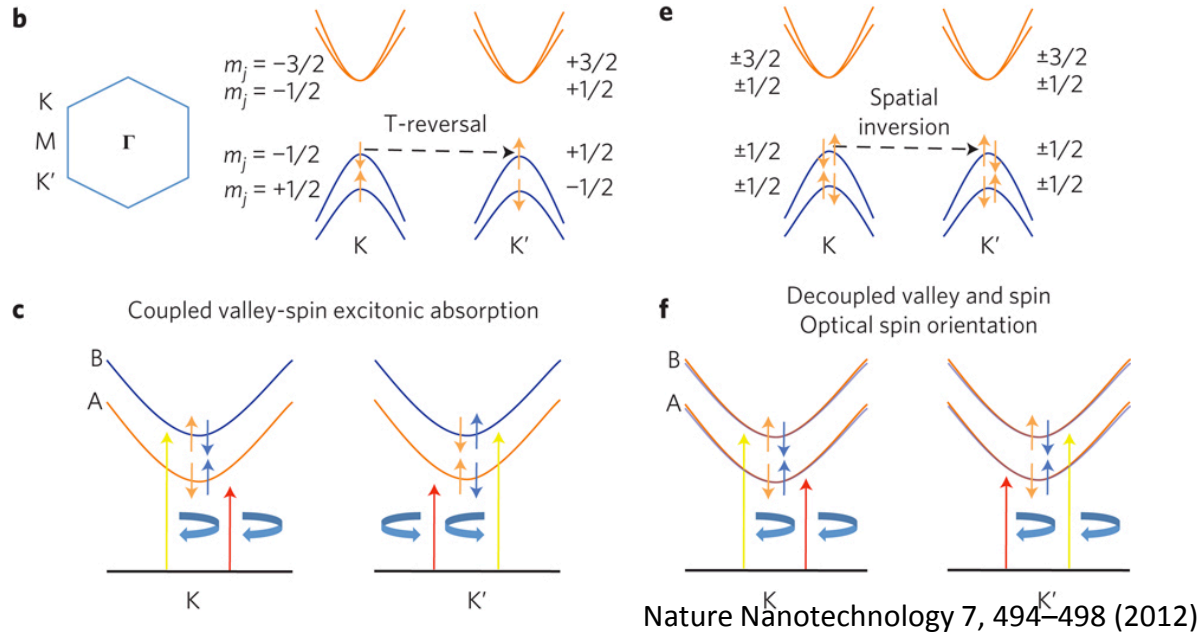 b
K
M
K'
Γ
m_j = −3/2
m_j = −1/2
+3/2
+1/2
T-reversal
m_j = −1/2
m_j = +1/2
+1/2
−1/2
K
K'
e
±3/2
±1/2
±3/2
±1/2
Spatial
inversion
±1/2
±1/2
±1/2
±1/2
K
K'
c
Coupled valley-spin excitonic absorption
B
A
K
K'
f
Decoupled valley and spin
Optical spin orientation
B
A
K
K'
Nature Nanotechnology 7, 494–498 (2012)